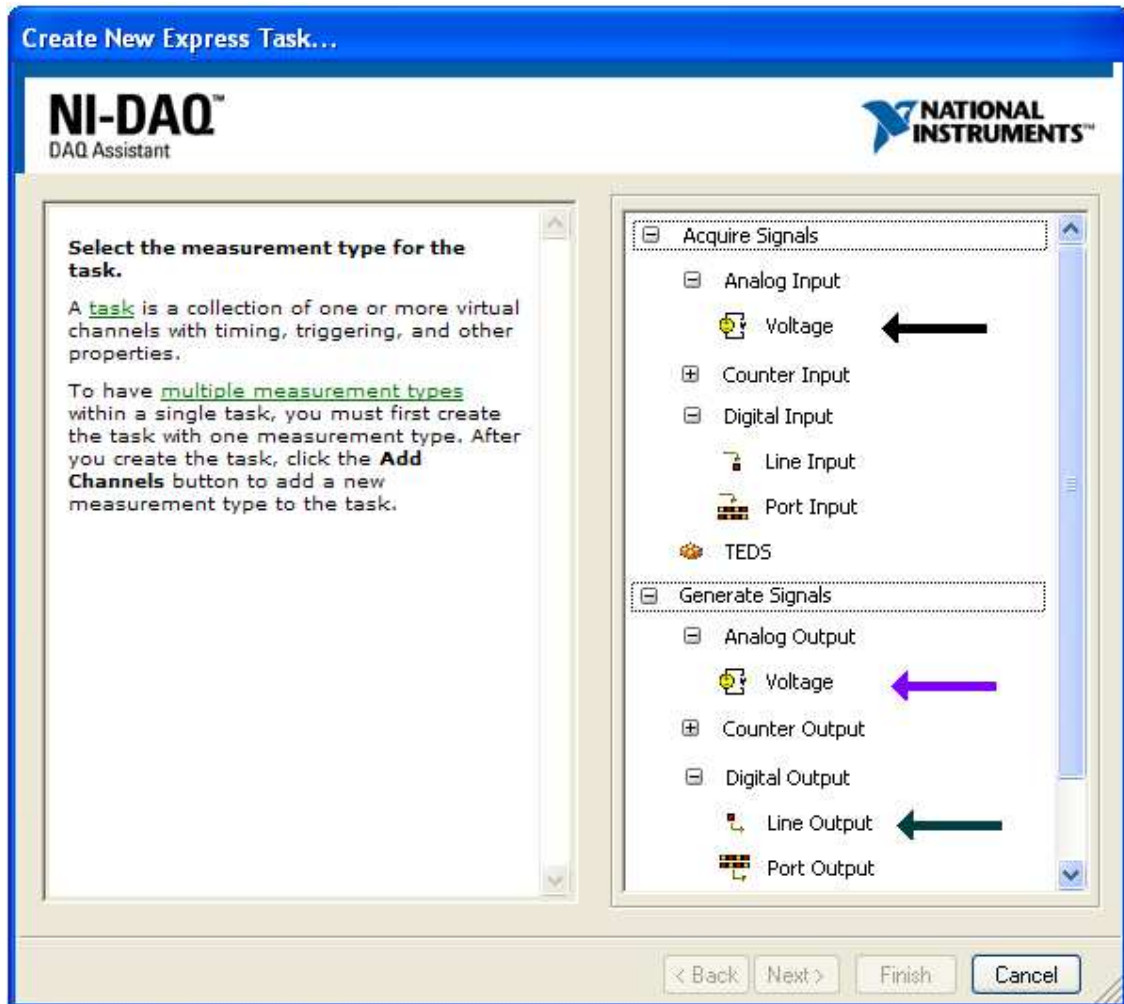 Create New Express Task...
NI-DAQ™
DAQ Assistant
NATIONAL
INSTRUMENTS™
Select the measurement type for the
task.
A task is a collection of one or more virtual
channels with timing, triggering, and other
properties.
To have multiple measurement types
within a single task, you must first create
the task with one measurement type. After
you create the task, click the Add
Channels button to add a new
measurement type to the task.
Acquire Signals
Analog Input
Voltage
Counter Input
Digital Input
Line Input
Port Input
TEDS
Generate Signals
Analog Output
Voltage
Counter Output
Digital Output
Line Output
Port Output
< Back
Next >
Finish
Cancel